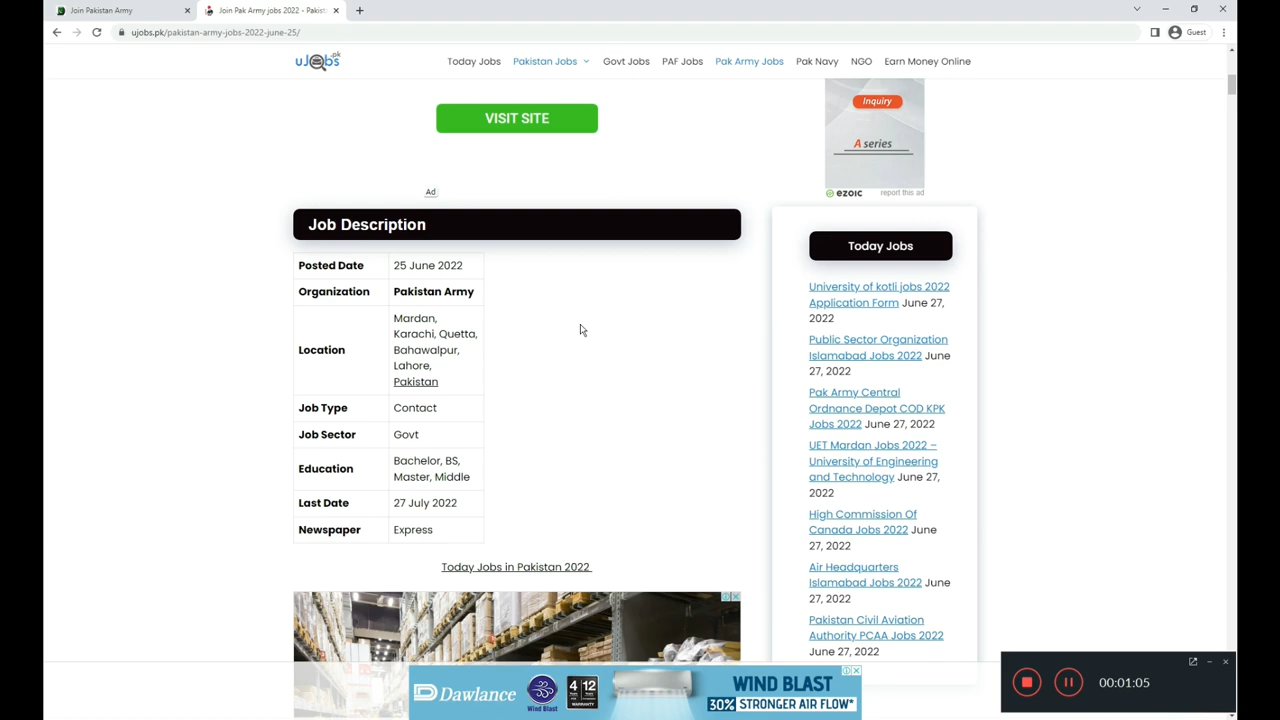 Join Pakistan Army
Join Pak Army jobs 2022 - Pakista
ujobs.pk/pakistan-army-jobs-2022-june-25/
Guest
uJobs.pk
Today Jobs
Pakistan Jobs
Govt Jobs
PAF Jobs
Pak Army Jobs
Pak Navy
NGO
Earn Money Online
VISIT SITE
Ad
Inquiry
A series
ezoic
report this ad
Job Description
Posted Date 25 June 2022
Organization Pakistan Army
Location Mardan,
Karachi, Quetta,
Bahawalpur,
Lahore,
Pakistan
Job Type Contact
Job Sector Govt
Education Bachelor, BS,
Master, Middle
Last Date 27 July 2022
Newspaper Express
Today Jobs in Pakistan 2022
Today Jobs
University of kotli jobs 2022
Application Form June 27,
2022
Public Sector Organization
Islamabad Jobs 2022 June
27, 2022
Pak Army Central
Ordnance Depot COD KPK
Jobs 2022 June 27, 2022
UET Mardan Jobs 2022 –
University of Engineering
and Technology June 27,
2022
High Commission Of
Canada Jobs 2022 June
27, 2022
Air Headquarters
Islamabad Jobs 2022 June
27, 2022
Pakistan Civil Aviation
Authority PCAA Jobs 2022
June 27, 2022
Dawlance
Wind Blast
4 12
WARRANTY
WIND BLAST
30% STRONGER AIR FLOW*
00:01:05